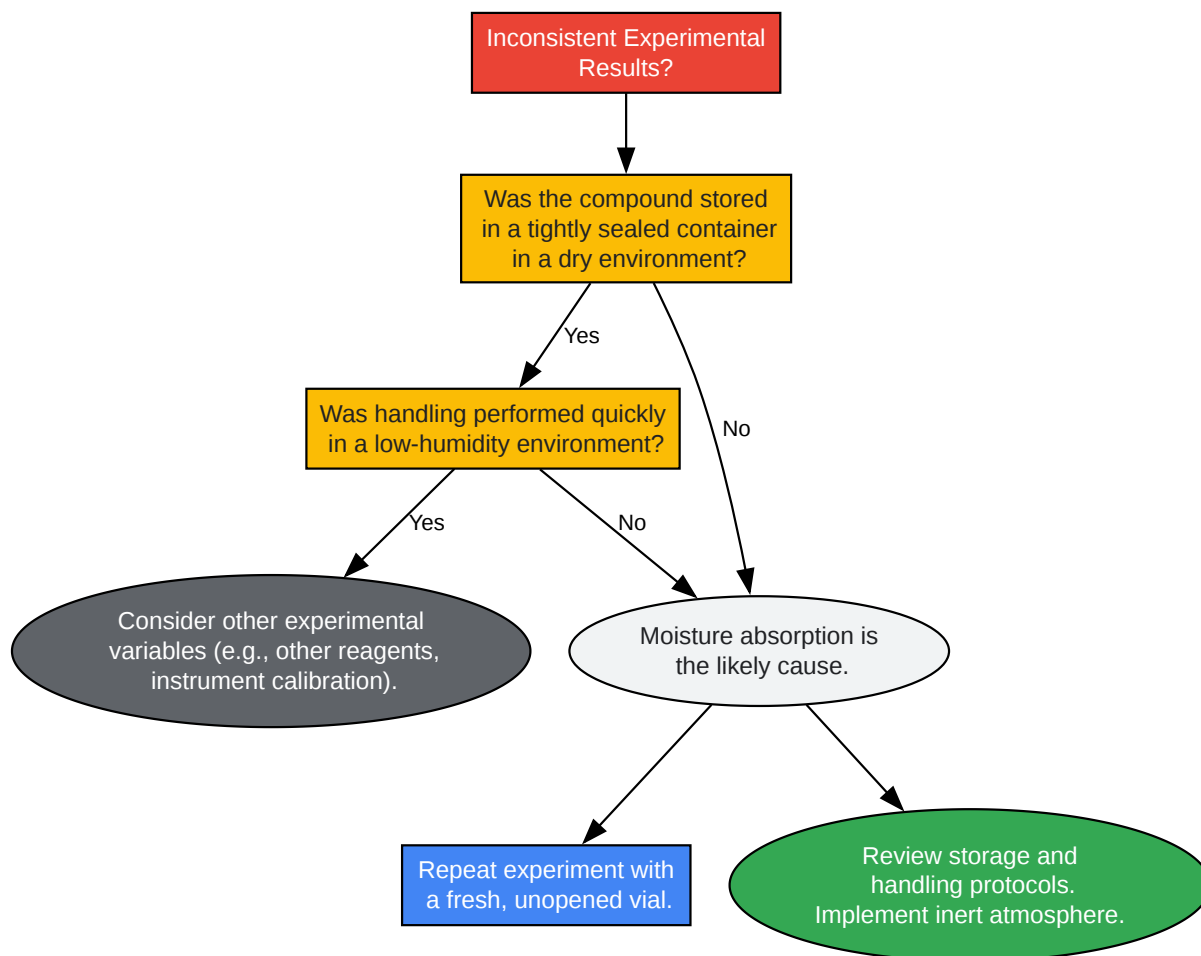 Inconsistent Experimental
Results?
Was the compound stored
in a tightly sealed container
in a dry environment?
Yes
No
Was handling performed quickly
in a low-humidity environment?
Yes
No
Consider other experimental
variables (e.g., other reagents,
instrument calibration).
Moisture absorption is
the likely cause.
Repeat experiment with
a fresh, unopened vial.
Review storage and
handling protocols.
Implement inert atmosphere.